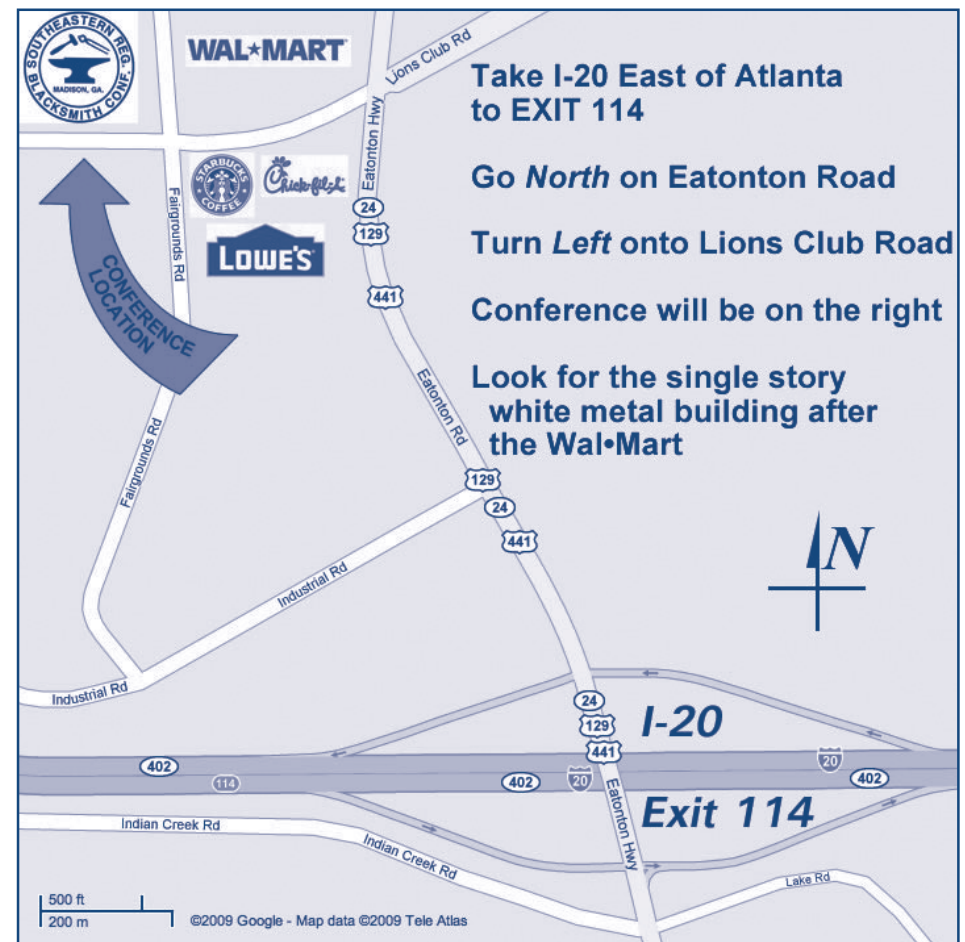 SOUTHEASTERN REG.
BLACKSMITH CONF.
MADISON, GA.
WAL★MART
Lions Club Rd
Eatonton Hwy
Take I-20 East of Atlanta
to EXIT 114
Go North on Eatonton Road
Turn Left onto Lions Club Road
Conference will be on the right
Look for the single story
white metal building after
the Wal•Mart
STARBUCKS
COFFEE
Chick-fil-A
LOWE'S
Fairgrounds Rd
24
129
441
CONFERENCE
LOCATION
Eatonton Rd
Fairgrounds Rd
129
24
441
Industrial Rd
N
Industrial Rd
24
129
441
I-20
402
114
402
20
20
402
Eatonton Hwy
Exit 114
Indian Creek Rd
Indian Creek Rd
Lake Rd
500 ft
200 m
©2009 Google - Map data ©2009 Tele Atlas